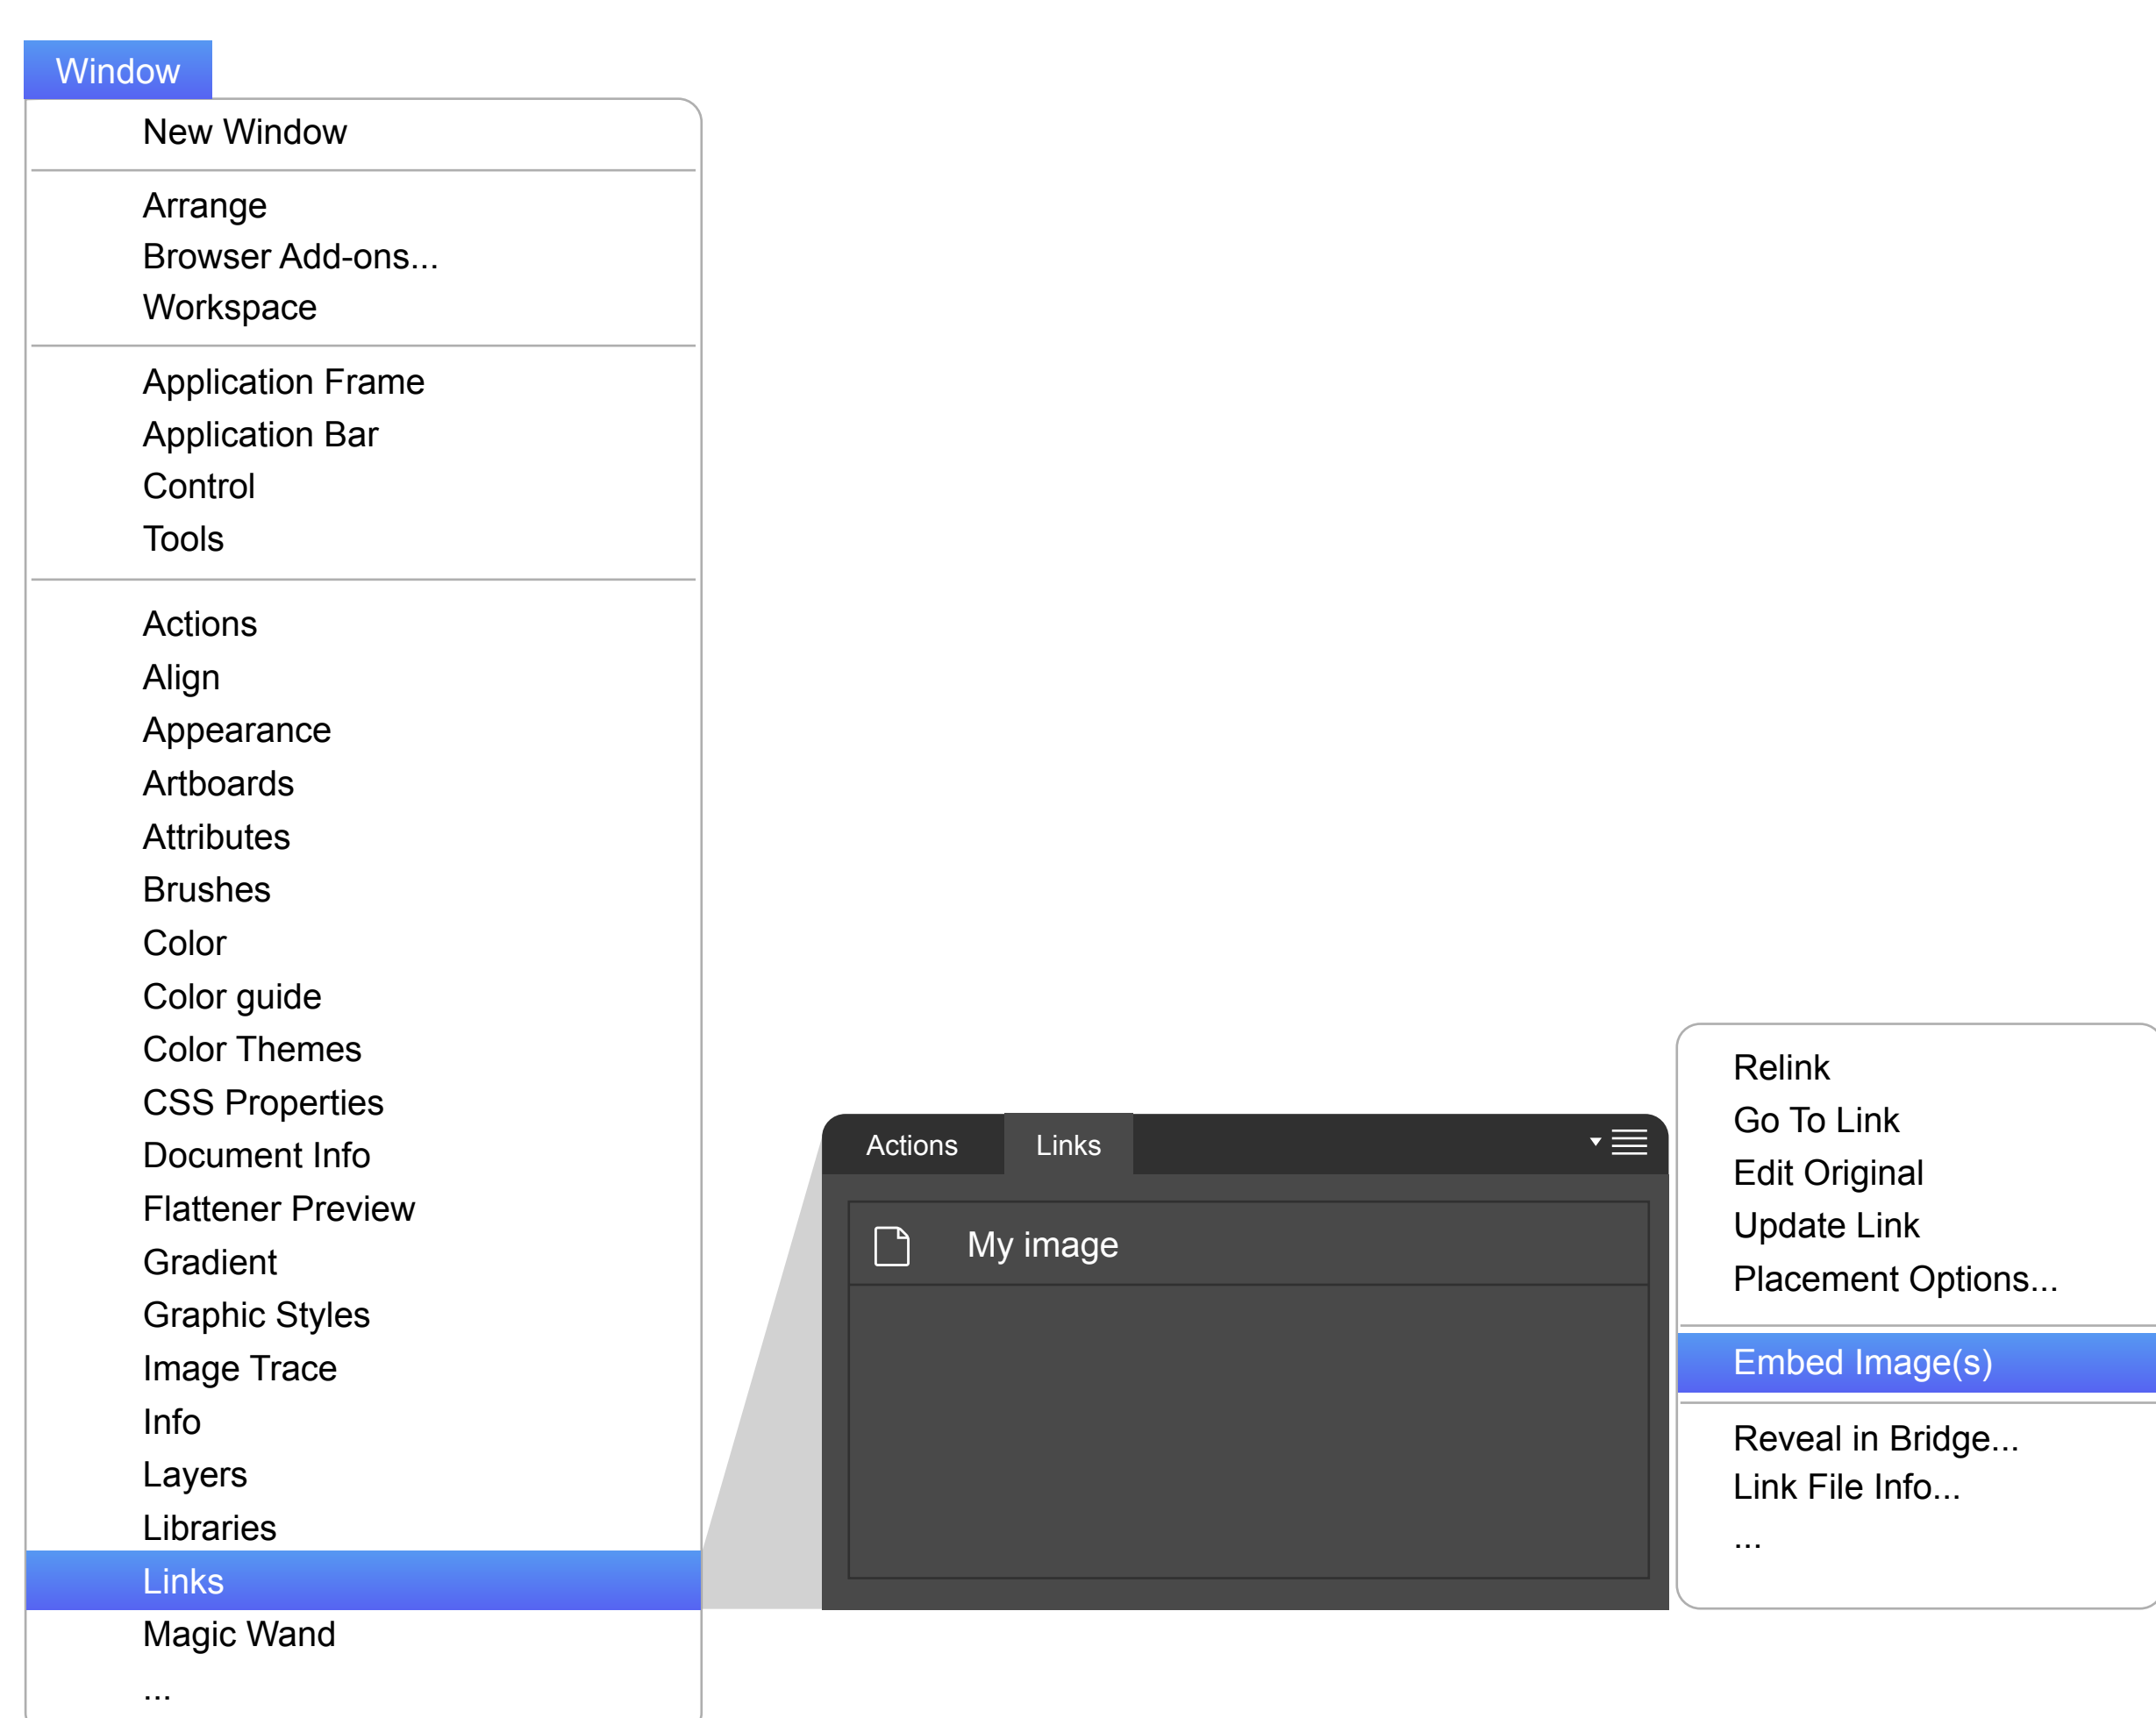 Window
New Window
Arrange
Browser Add-ons...
Workspace
Application Frame
Application Bar
Control
Tools
Actions
Align
Appearance
Artboards
Attributes
Brushes
Color
Color guide
Color Themes
CSS Properties
Document Info
Flattener Preview
Gradient
Graphic Styles
Image Trace
Info
Layers
Libraries
Links
Magic Wand
...
Actions Links
My image
Relink
Go To Link
Edit Original
Update Link
Placement Options...
Embed Image(s)
Reveal in Bridge...
Link File Info...
...